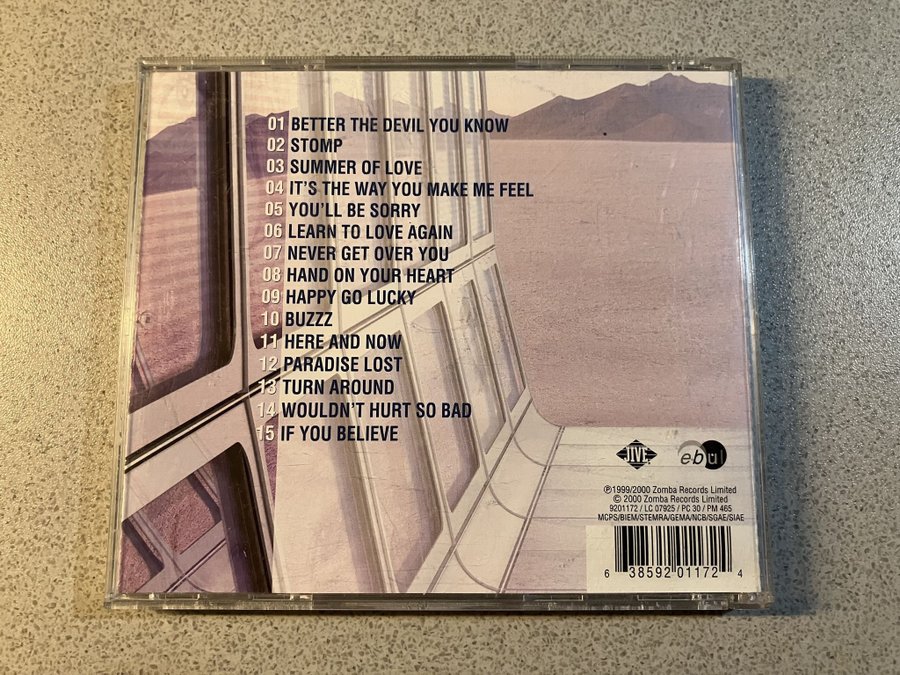 01 BETTER THE DEVIL YOU KNOW
02 STOMP
03 SUMMER OF LOVE
04 IT'S THE WAY YOU MAKE ME FEEL
05 YOU'LL BE SORRY
06 LEARN TO LOVE AGAIN
07 NEVER GET OVER YOU
08 HAND ON YOUR HEART
09 HAPPY GO LUCKY
10 BUZZZ
11 HERE AND NOW
12 PARADISE LOST
13 TURN AROUND
14 WOULDN'T HURT SO BAD
15 IF YOU BELIEVE
JIVE
ebul
℗1999/2000 Zomba Records Limited
© 2000 Zomba Records Limited
9201172 / LC 07925 / PC 30 / PM 465
MCPS/BIEM/STEMRA/GEMA/NCB/SGAE/SIAE
6 38592 01172 4